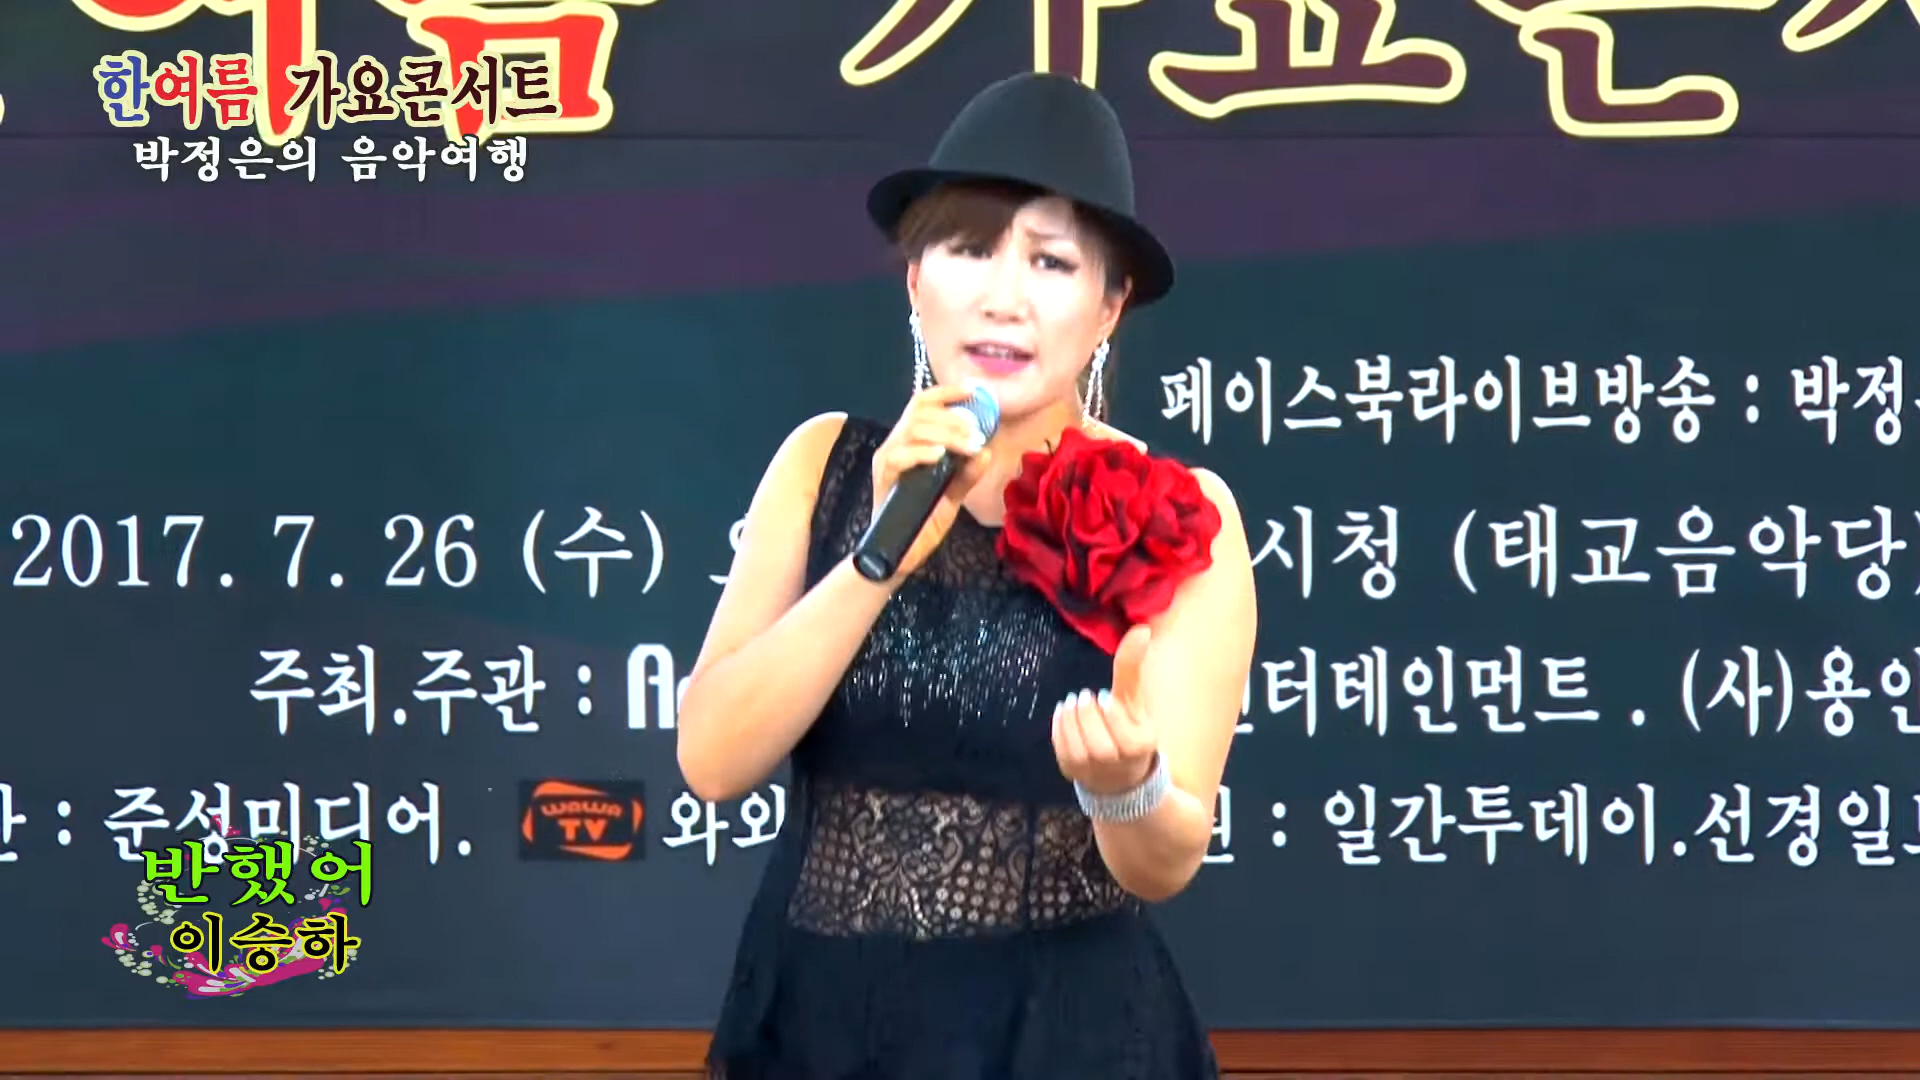 한여름 가요콘서트
박정은의 음악여행
페이스북라이브방송 : 박정
2017. 7. 26 (수)
시청 (태교음악당)
주최.주관 :
터테인먼트 . (사)용인
: 준성미디어.
WAWA
TV
와와
: 일간투데이.선경일보
반했어
이승하